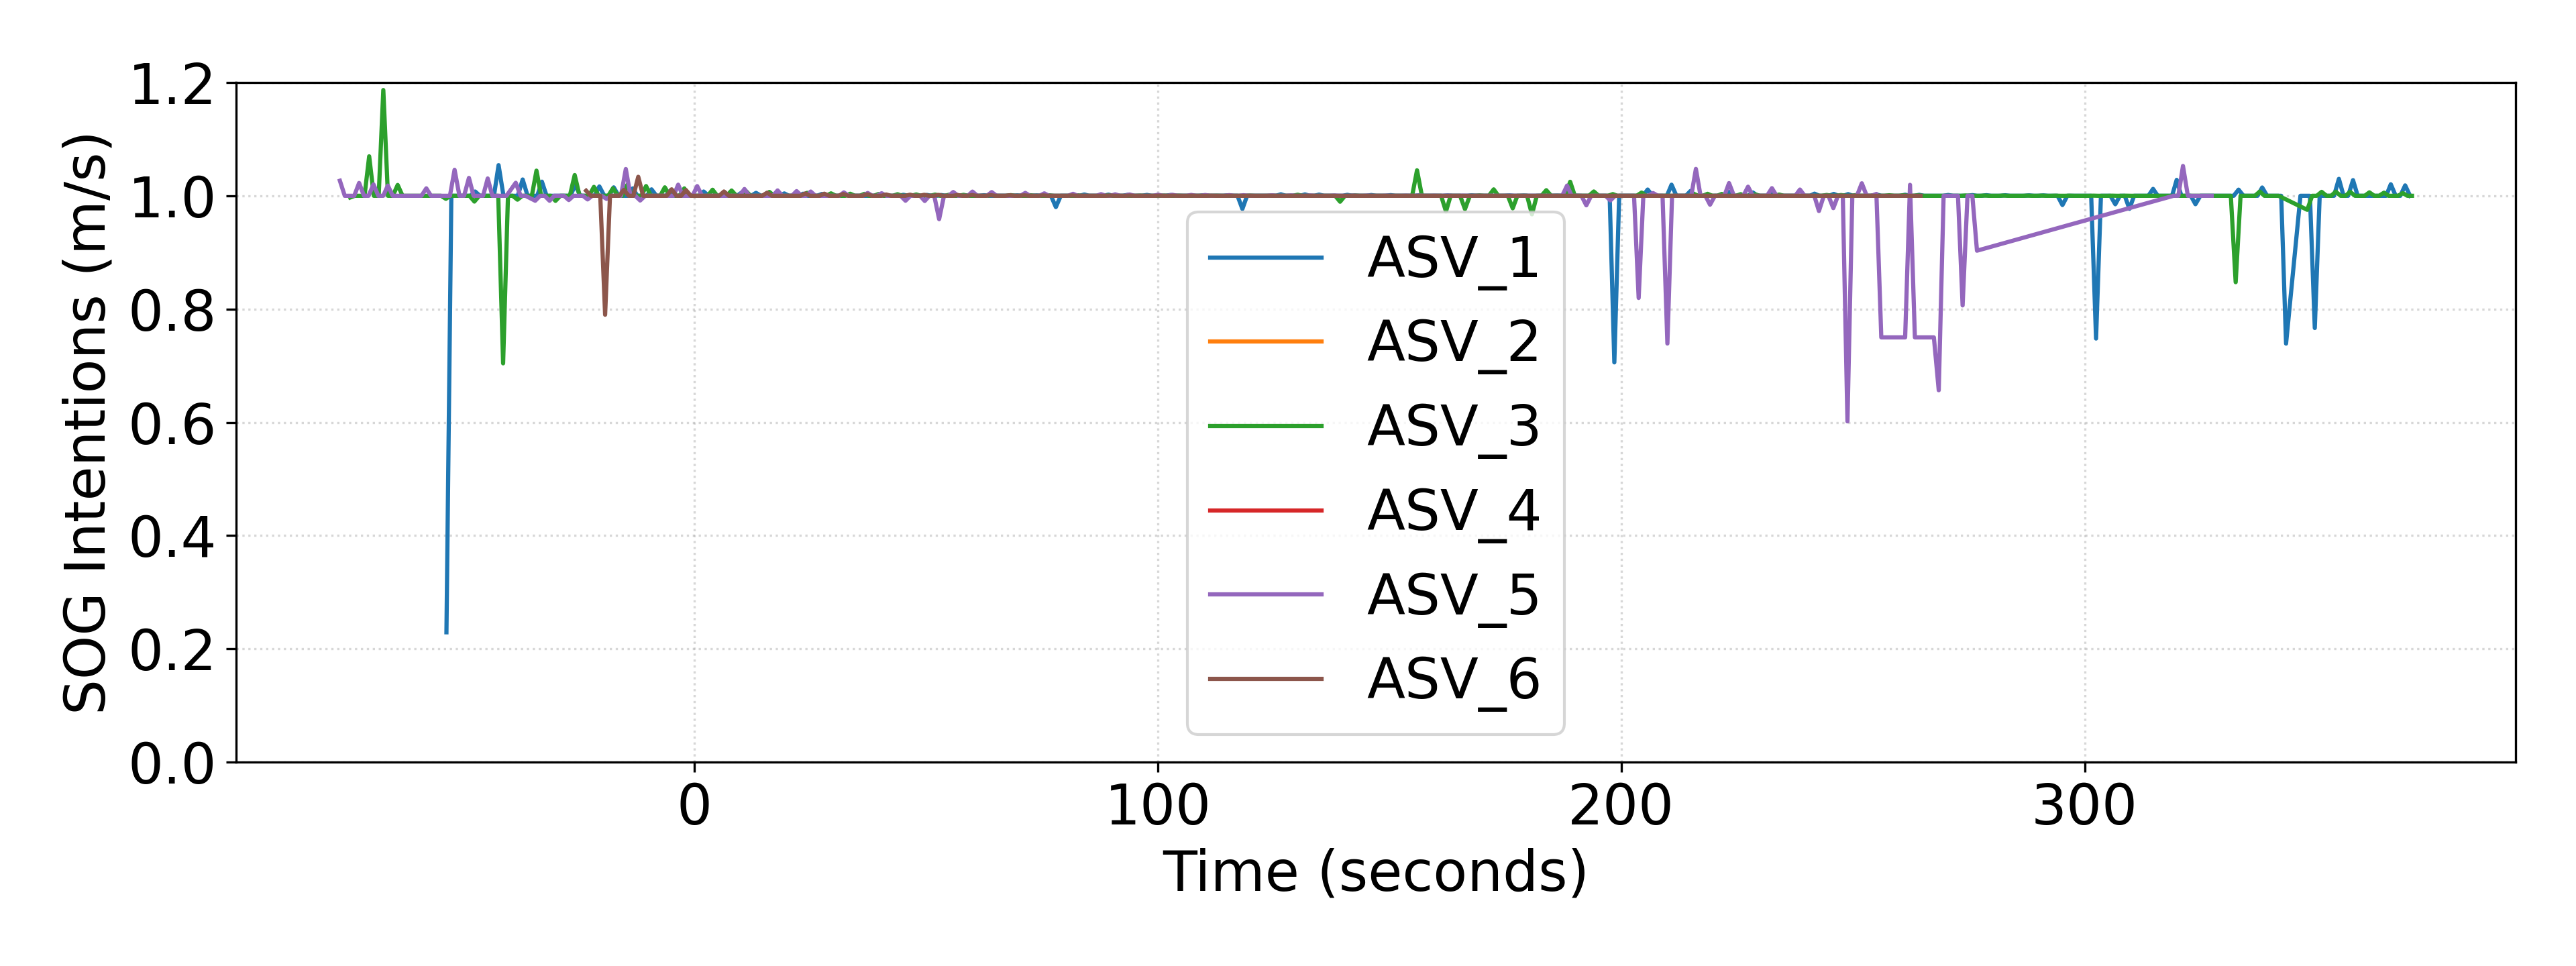 1.2
1.0
0.8
0.6
0.4
0.2
0.0
SOG Intentions (m/s)
ASV_1
ASV_2
ASV_3
ASV_4
ASV_5
ASV_6
0 100 200 300
Time (seconds)